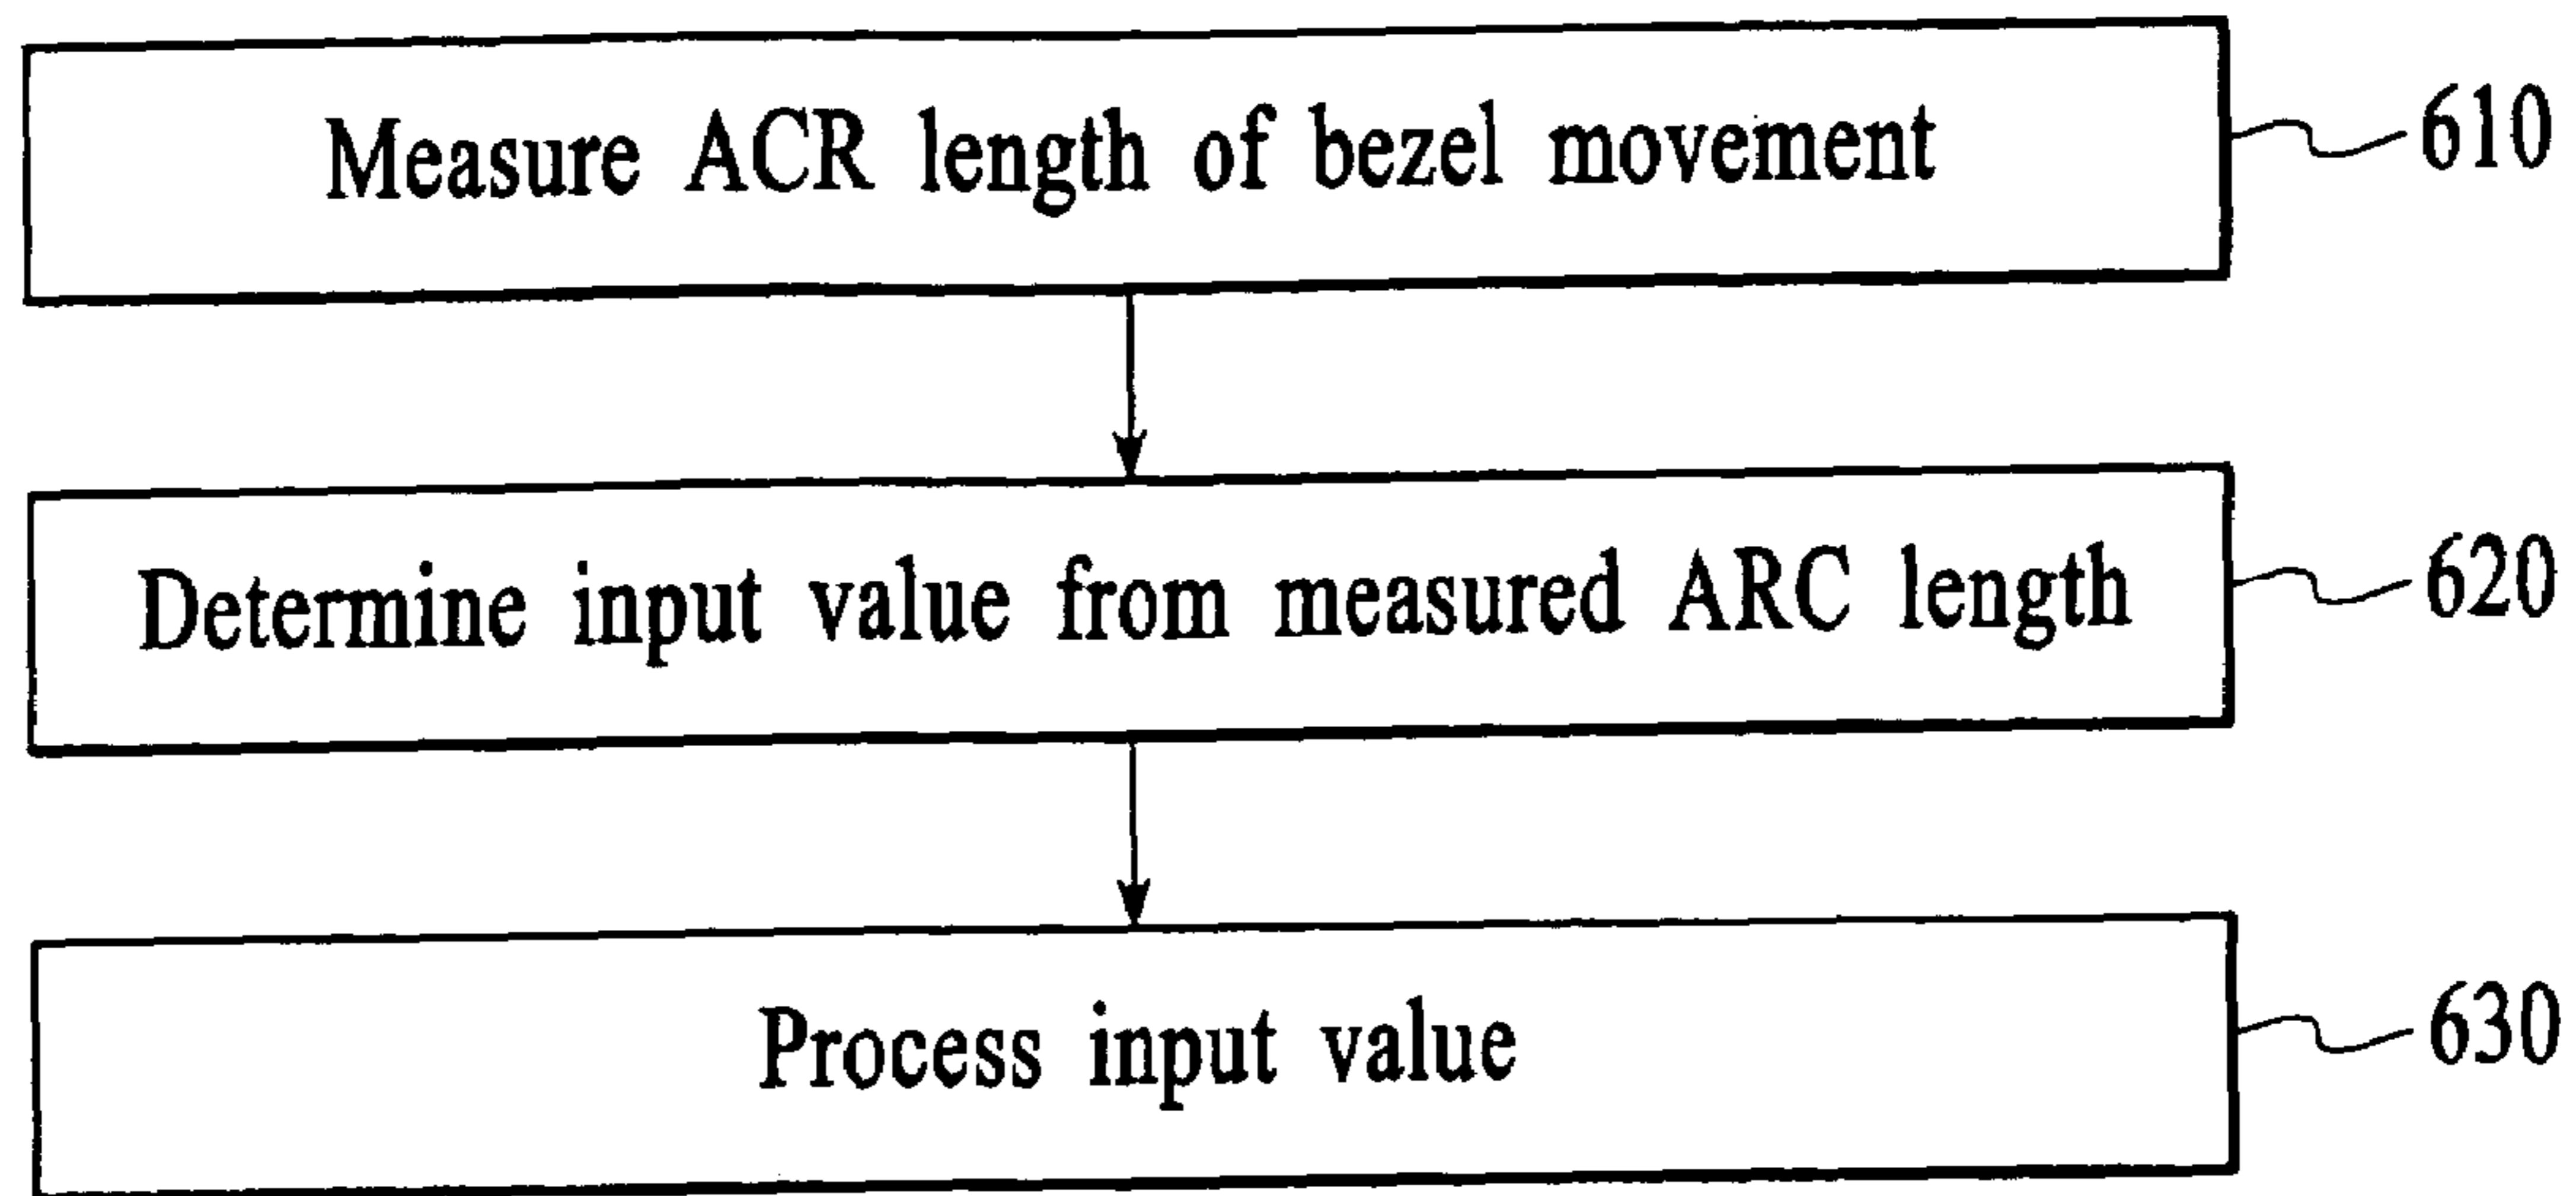 Measure ACR length of bezel movement
610
Determine input value from measured ARC length
620
Process input value
630